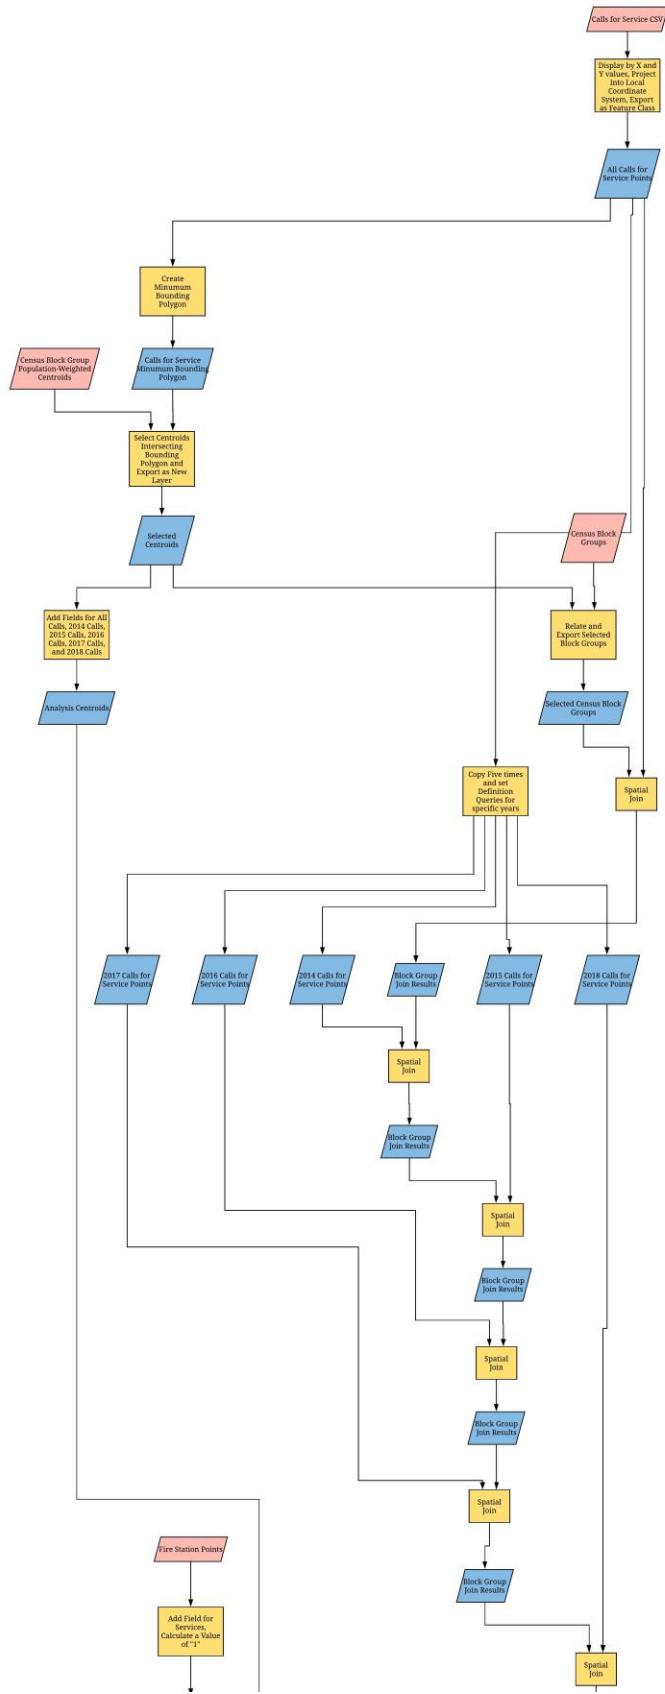 Calls for Service CSV
Display by X and
Y values, Project
into Local
Coordinate
System, Export
as Feature Class
All Calls for
Service Points
Create
Minumum
Bounding
Polygon
Census Block Group
Population-Weighted
Centroids
Calls for Service
Minumum Bounding
Polygon
Select Centroids
Intersecting
Bounding
Polygon and
Export as New
Layer
Selected
Centroids
Census Block
Groups
Add Fields for All
Calls, 2014 Calls,
2015 Calls, 2016
Calls, 2017 Calls,
and 2018 Calls
Relate and
Export Selected
Block Groups
Analysis Centroids
Selected Census Block
Groups
Copy Five times
and set
Definition
Queries for
specific years
Spatial
Join
2017 Calls for
Service Points
2016 Calls for
Service Points
2014 Calls for
Service Points
Block Group
Join Results
2015 Calls for
Service Points
2018 Calls for
Service Points
Spatial
Join
Block Group
Join Results
Spatial
Join
Block Group
Join Results
Spatial
Join
Block Group
Join Results
Spatial
Join
Fire Station Points
Block Group
Join Results
Add Field for
Services,
Calculate a Value
of "1"
Spatial
Join